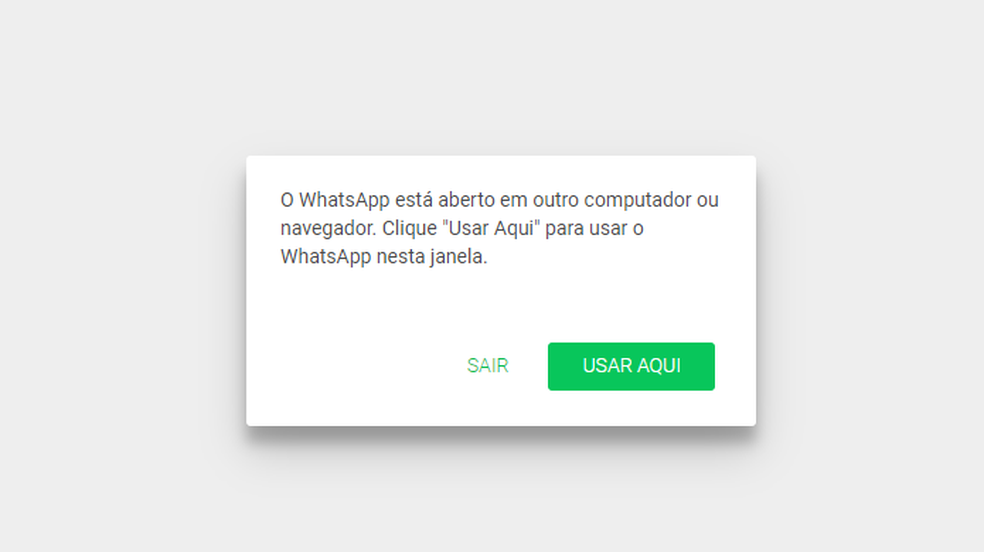 O WhatsApp está aberto em outro computador ou
navegador. Clique "Usar Aqui" para usar o
WhatsApp nesta janela.
SAIR
USAR AQUI